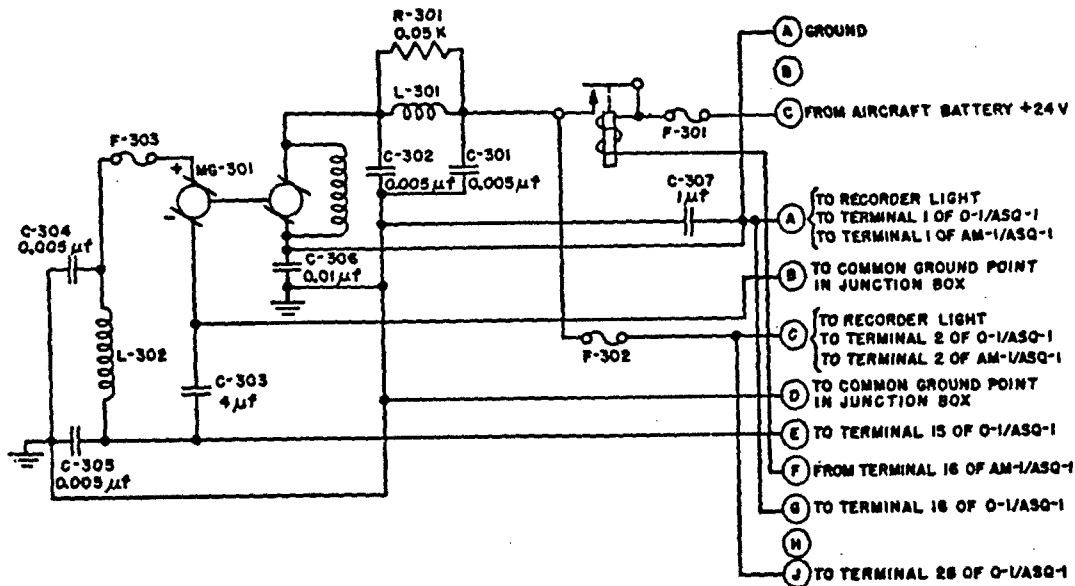 R-301
0.05K
L-301
A GROUND
B
C FROM AIRCRAFT BATTERY +24 V
F-301
F-303
+ MG-301
-
C-302
0.005 μf
C-301
0.005 μf
C-307
1 μf
C-304
0.005 μf
C-306
0.01 μf
A TO RECORDER LIGHT
TO TERMINAL 1 OF O-1/ASQ-1
TO TERMINAL 1 OF AM-1/ASQ-1
B TO COMMON GROUND POINT
IN JUNCTION BOX
L-302
F-302
C TO RECORDER LIGHT
TO TERMINAL 2 OF O-1/ASQ-1
TO TERMINAL 2 OF AM-1/ASQ-1
C-303
4 μf
D TO COMMON GROUND POINT
IN JUNCTION BOX
E TO TERMINAL 15 OF O-1/ASQ-1
C-305
0.005 μf
F FROM TERMINAL 16 OF AM-1/ASQ-1
G TO TERMINAL 16 OF O-1/ASQ-1
H
J TO TERMINAL 26 OF O-1/ASQ-1